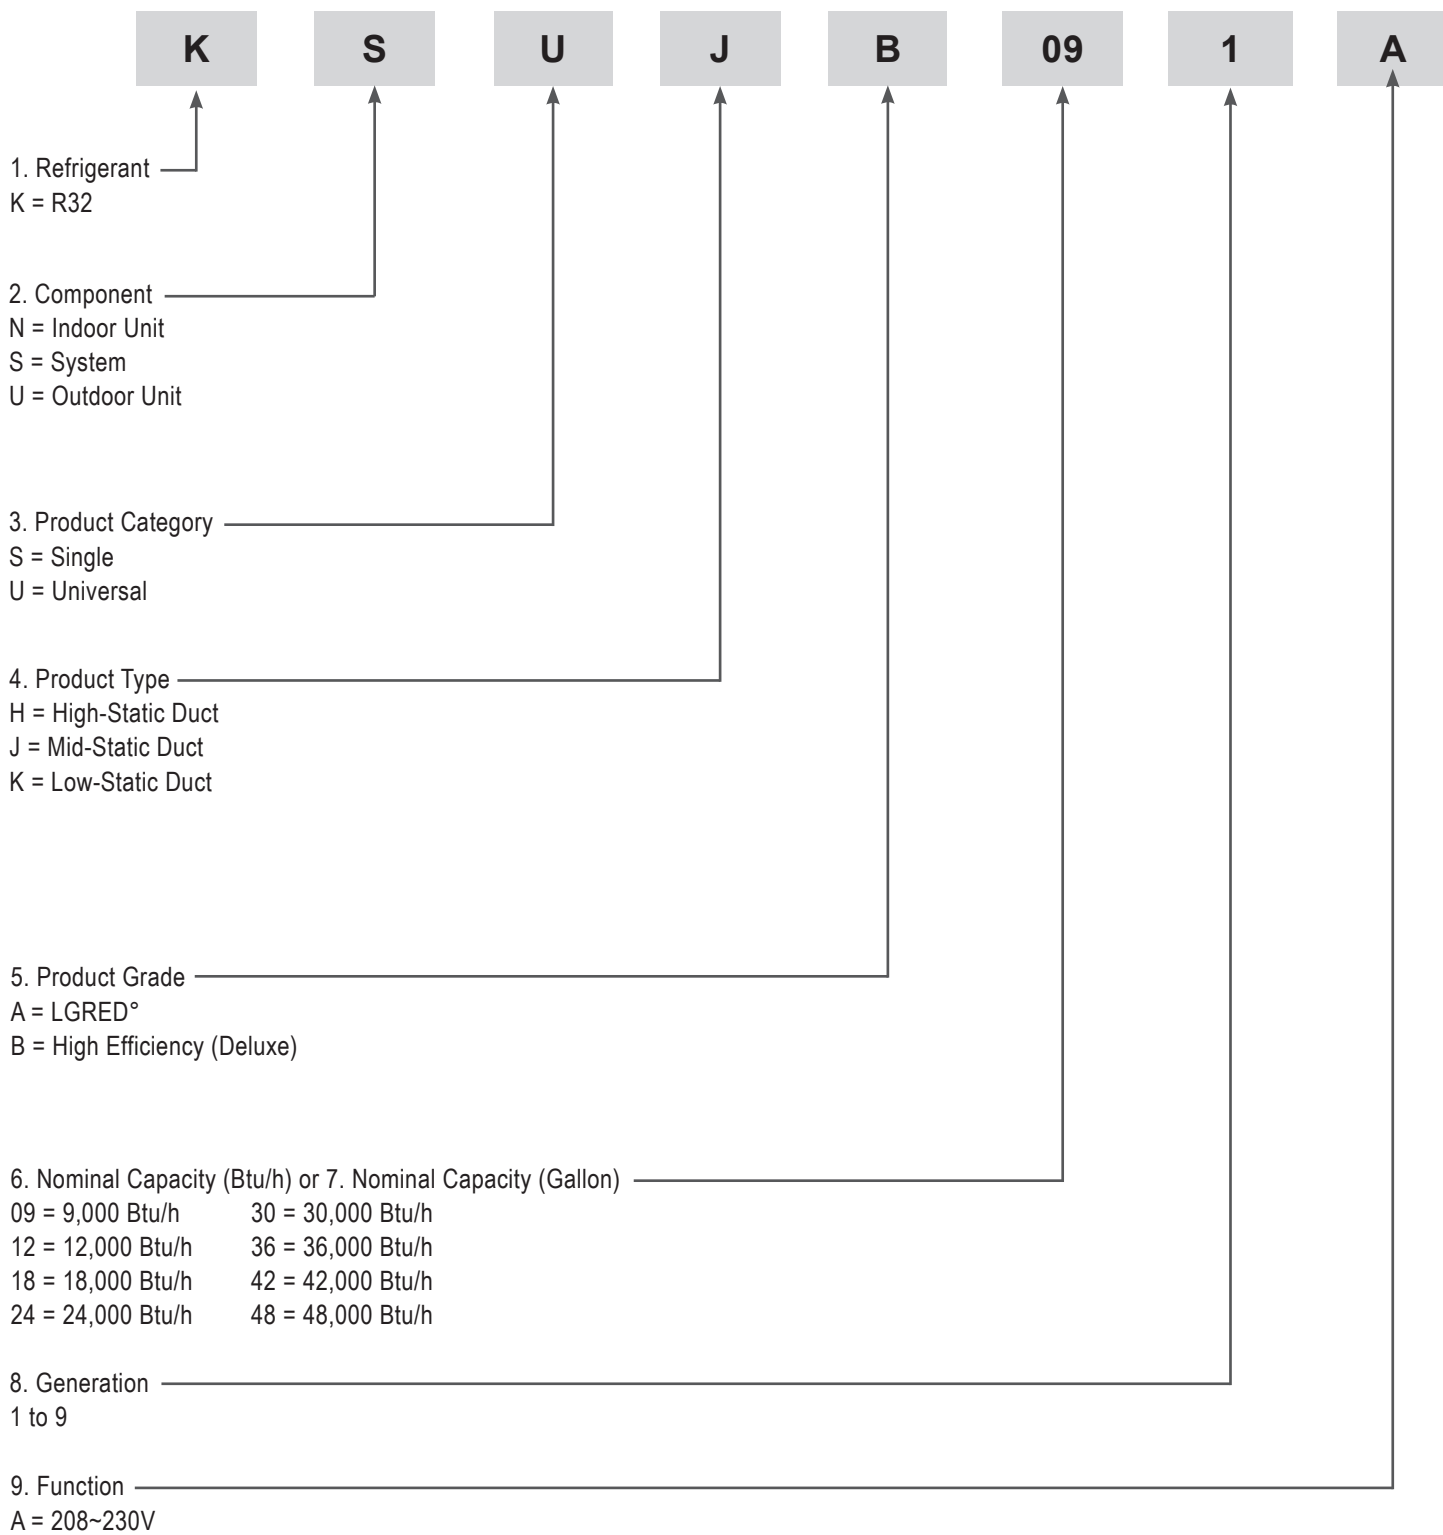 K S U J B 09 1 A
1. Refrigerant
K = R32
2. Component
N = Indoor Unit
S = System
U = Outdoor Unit
3. Product Category
S = Single
U = Universal
4. Product Type
H = High-Static Duct
J = Mid-Static Duct
K = Low-Static Duct
5. Product Grade
A = LGRED°
B = High Efficiency (Deluxe)
6. Nominal Capacity (Btu/h) or 7. Nominal Capacity (Gallon)
09 = 9,000 Btu/h 30 = 30,000 Btu/h
12 = 12,000 Btu/h 36 = 36,000 Btu/h
18 = 18,000 Btu/h 42 = 42,000 Btu/h
24 = 24,000 Btu/h 48 = 48,000 Btu/h
8. Generation
1 to 9
9. Function
A = 208~230V